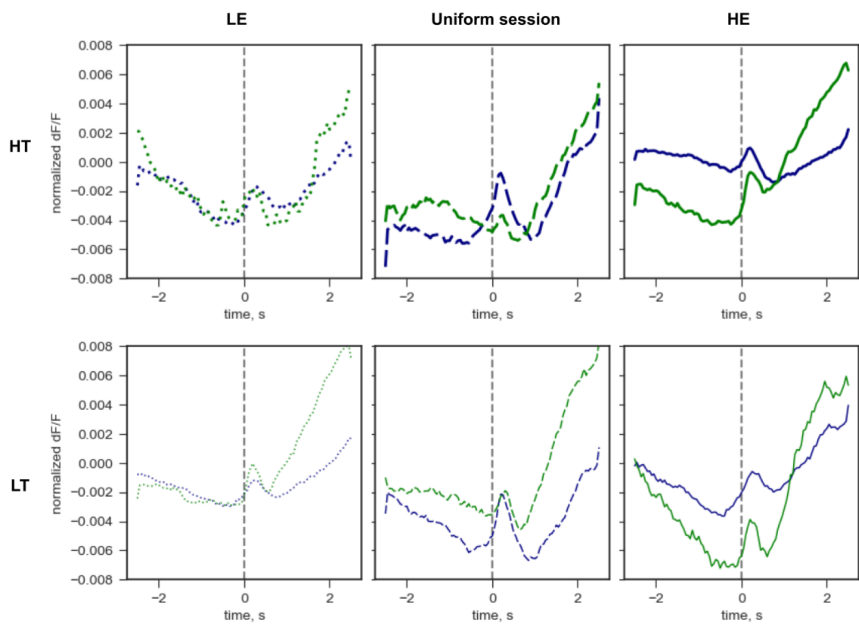 LE
Uniform session
HE
HT
normalized dF/F
0.008
0.006
0.004
0.002
0.000
−0.002
−0.004
−0.006
−0.008
−2 0 2
−2 0 2
−2 0 2
time, s
time, s
time, s
LT
normalized dF/F
0.008
0.006
0.004
0.002
0.000
−0.002
−0.004
−0.006
−0.008
−2 0 2
−2 0 2
−2 0 2
time, s
time, s
time, s